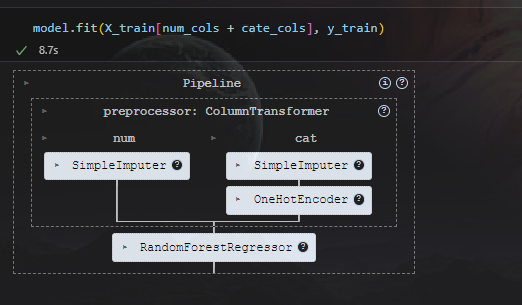 model.fit(X_train[num_cols + cate_cols], y_train)
8.7s
Pipeline
preprocessor: ColumnTransformer
num cat
SimpleImputer SimpleImputer
OneHotEncoder
RandomForestRegressor